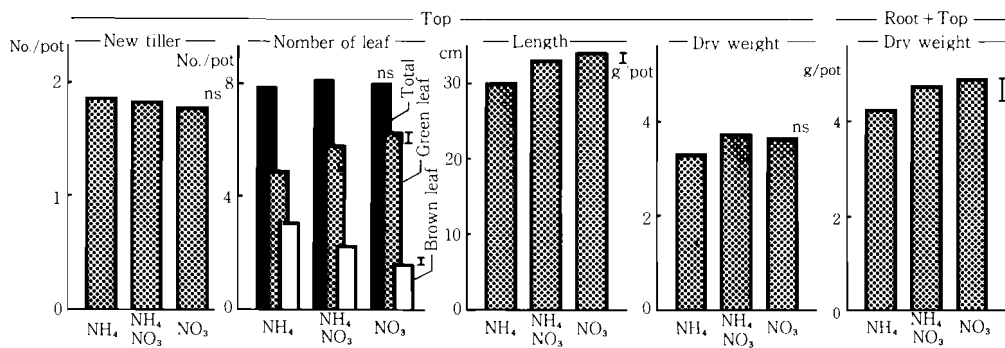 Top
Root + Top
New tiller
Nomber of leaf
Length
Dry weight
Dry weight
No./pot
2
1
0
ns
NH₄
NH₄
NO₃
NO₃
No./pot
8
4
0
ns
Total
Green leaf
Brown leaf
NH₄
NH₄
NO₃
NO₃
cm
30
20
10
0
NH₄
NH₄
NO₃
NO₃
g/pot
4
2
0
ns
NH₄
NH₄
NO₃
NO₃
g/pot
4
2
0
NH₄
NH₄
NO₃
NO₃